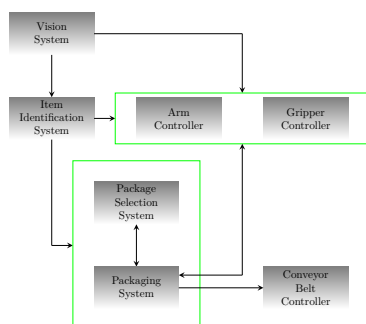 Vision
System
Item
Identification
System
Arm
Controller
Gripper
Controller
Package
Selection
System
Packaging
System
Conveyor
Belt
Controller